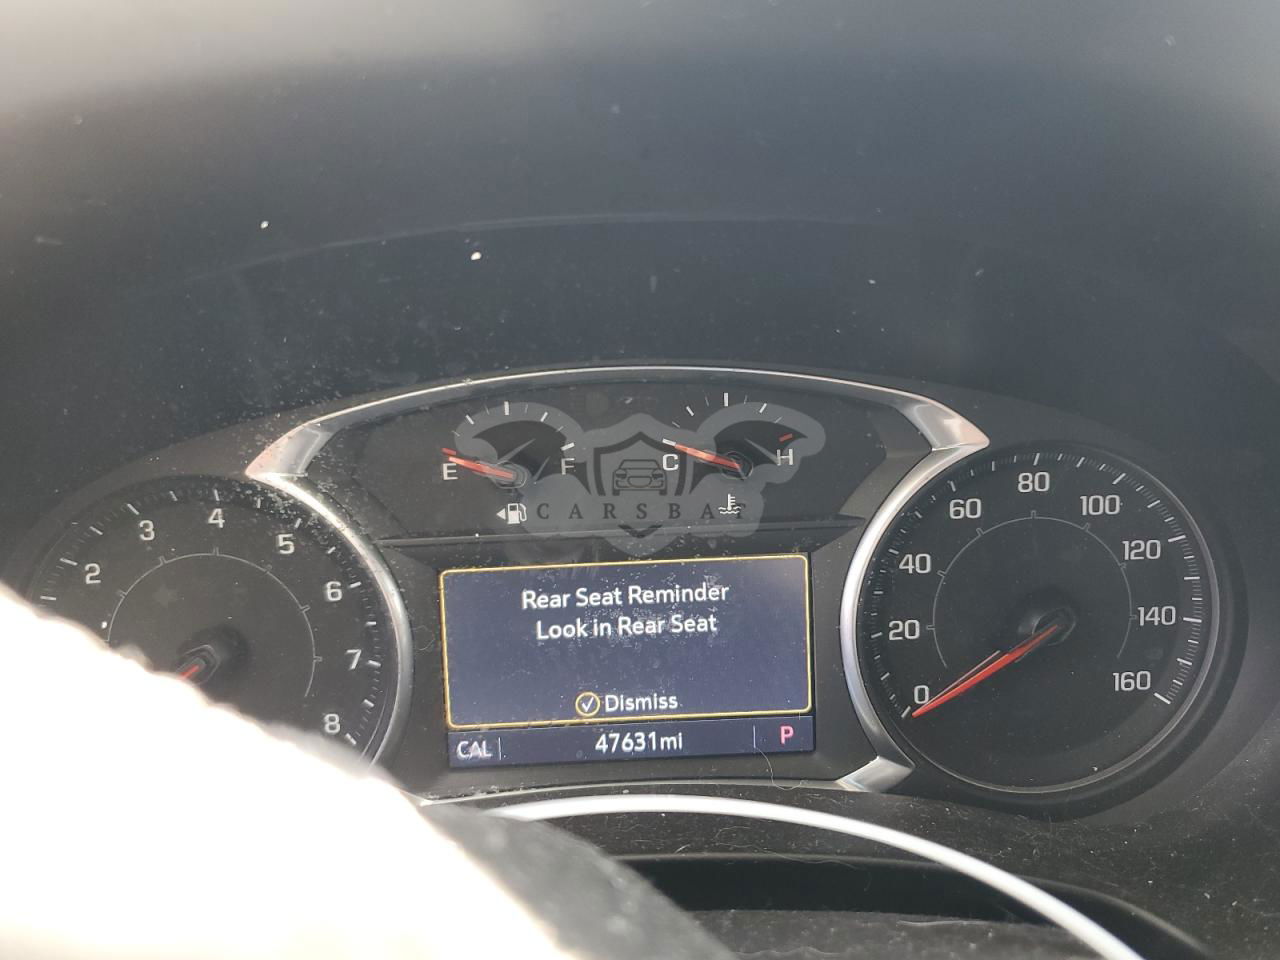 E F
C H
CARSBAT
2 3 4 5 6 7 8
0 20 40 60 80 100 120 140 160
Rear Seat Reminder
Look in Rear Seat
Dismiss
CAL 47631mi P